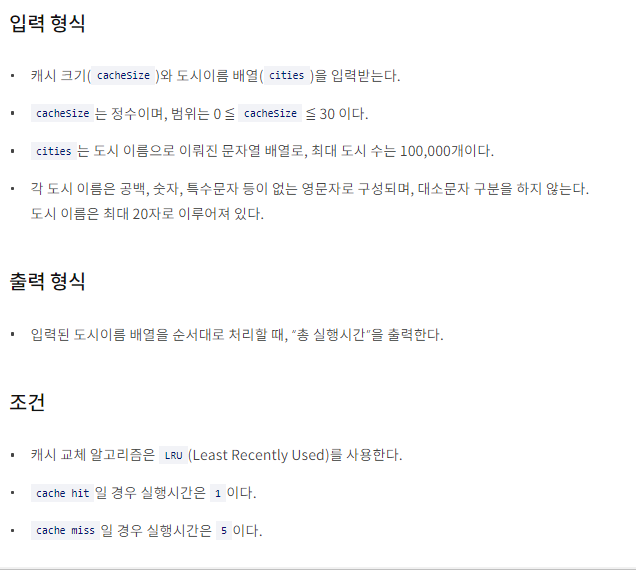 입력 형식
• 캐시 크기( cacheSize )와 도시이름 배열( cities )을 입력받는다.
• cacheSize 는 정수이며, 범위는 0 ≦ cacheSize ≦ 30 이다.
• cities 는 도시 이름으로 이뤄진 문자열 배열로, 최대 도시 수는 100,000개이다.
• 각 도시 이름은 공백, 숫자, 특수문자 등이 없는 영문자로 구성되며, 대소문자 구분을 하지 않는다.
도시 이름은 최대 20자로 이루어져 있다.
출력 형식
• 입력된 도시이름 배열을 순서대로 처리할 때, "총 실행시간"을 출력한다.
조건
• 캐시 교체 알고리즘은 LRU (Least Recently Used)를 사용한다.
• cache hit 일 경우 실행시간은 1 이다.
• cache miss 일 경우 실행시간은 5 이다.